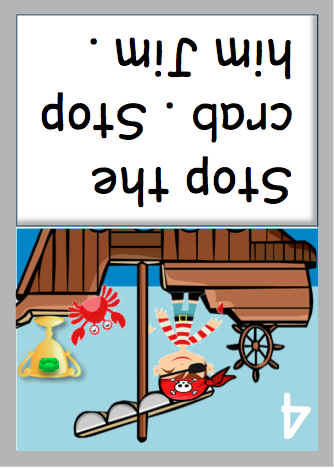 4
Stop the
crab . Stop
him Jim .